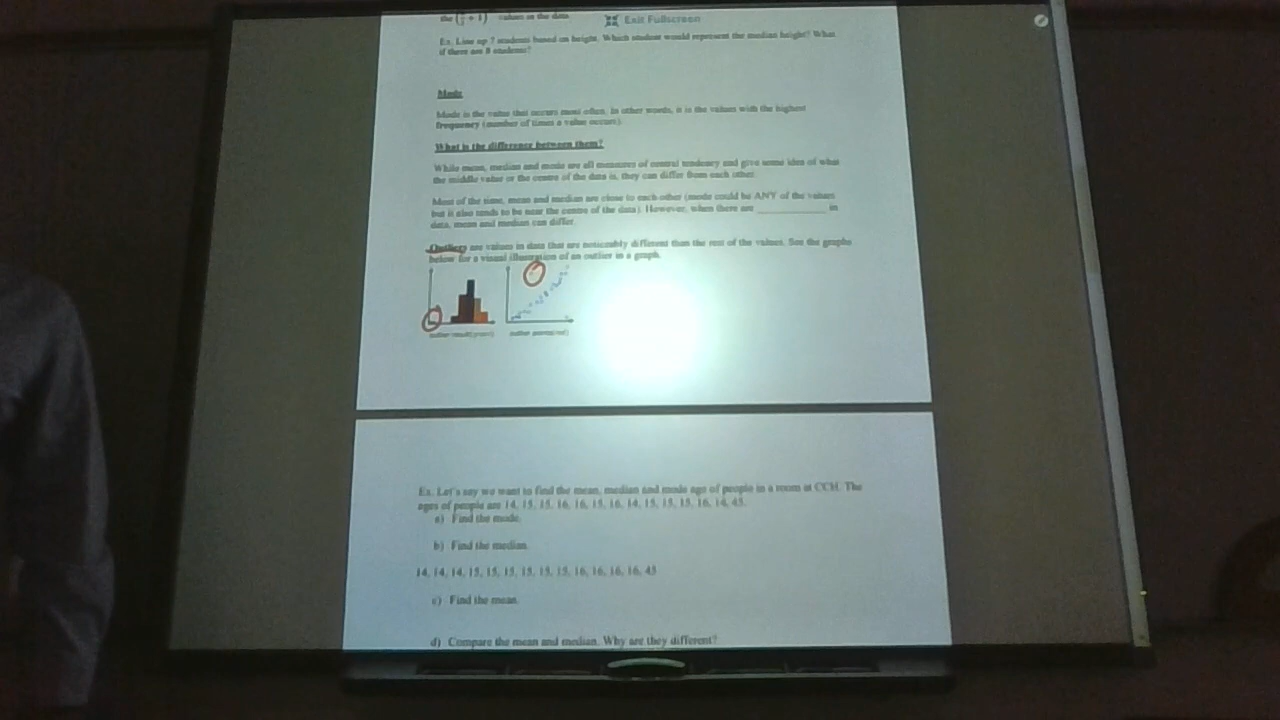 the (n/2 + 1) values in the data
Exit Fullscreen
Ex. Line up 7 students based on height. Which student would represent the median height? What
if there are 8 students?
Mode
Mode is the value that occurs most often. In other words, it is the values with the highest
frequency (number of times a value occurs).
What is the difference between them?
While mean, median and mode are all measures of central tendency and give some idea of what
the middle value or the centre of the data is, they can differ from each other.
Most of the time, mean and median are close to each other (mode could be ANY of the values
but it also tends to be near the centre of the data). However, when there are ____________ in
data, mean and median can differ.
Outliers are values in data that are noticeably different than the rest of the values. See the graphs
below for a visual illustration of an outlier in a graph.
Ex. Let's say we want to find the mean, median and mode age of people in a room at CCH. The
ages of people are 14, 15, 15, 16, 16, 15, 16, 14, 15, 15, 15, 16, 14, 45.
a) Find the mode.
b) Find the median.
14, 14, 14, 15, 15, 15, 15, 15, 15, 16, 16, 16, 16, 45
c) Find the mean.
d) Compare the mean and median. Why are they different?